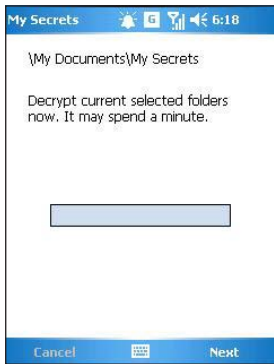 My Secrets G 6:18
\My Documents\My Secrets
Decrypt current selected folders
now. It may spend a minute.
Cancel Next